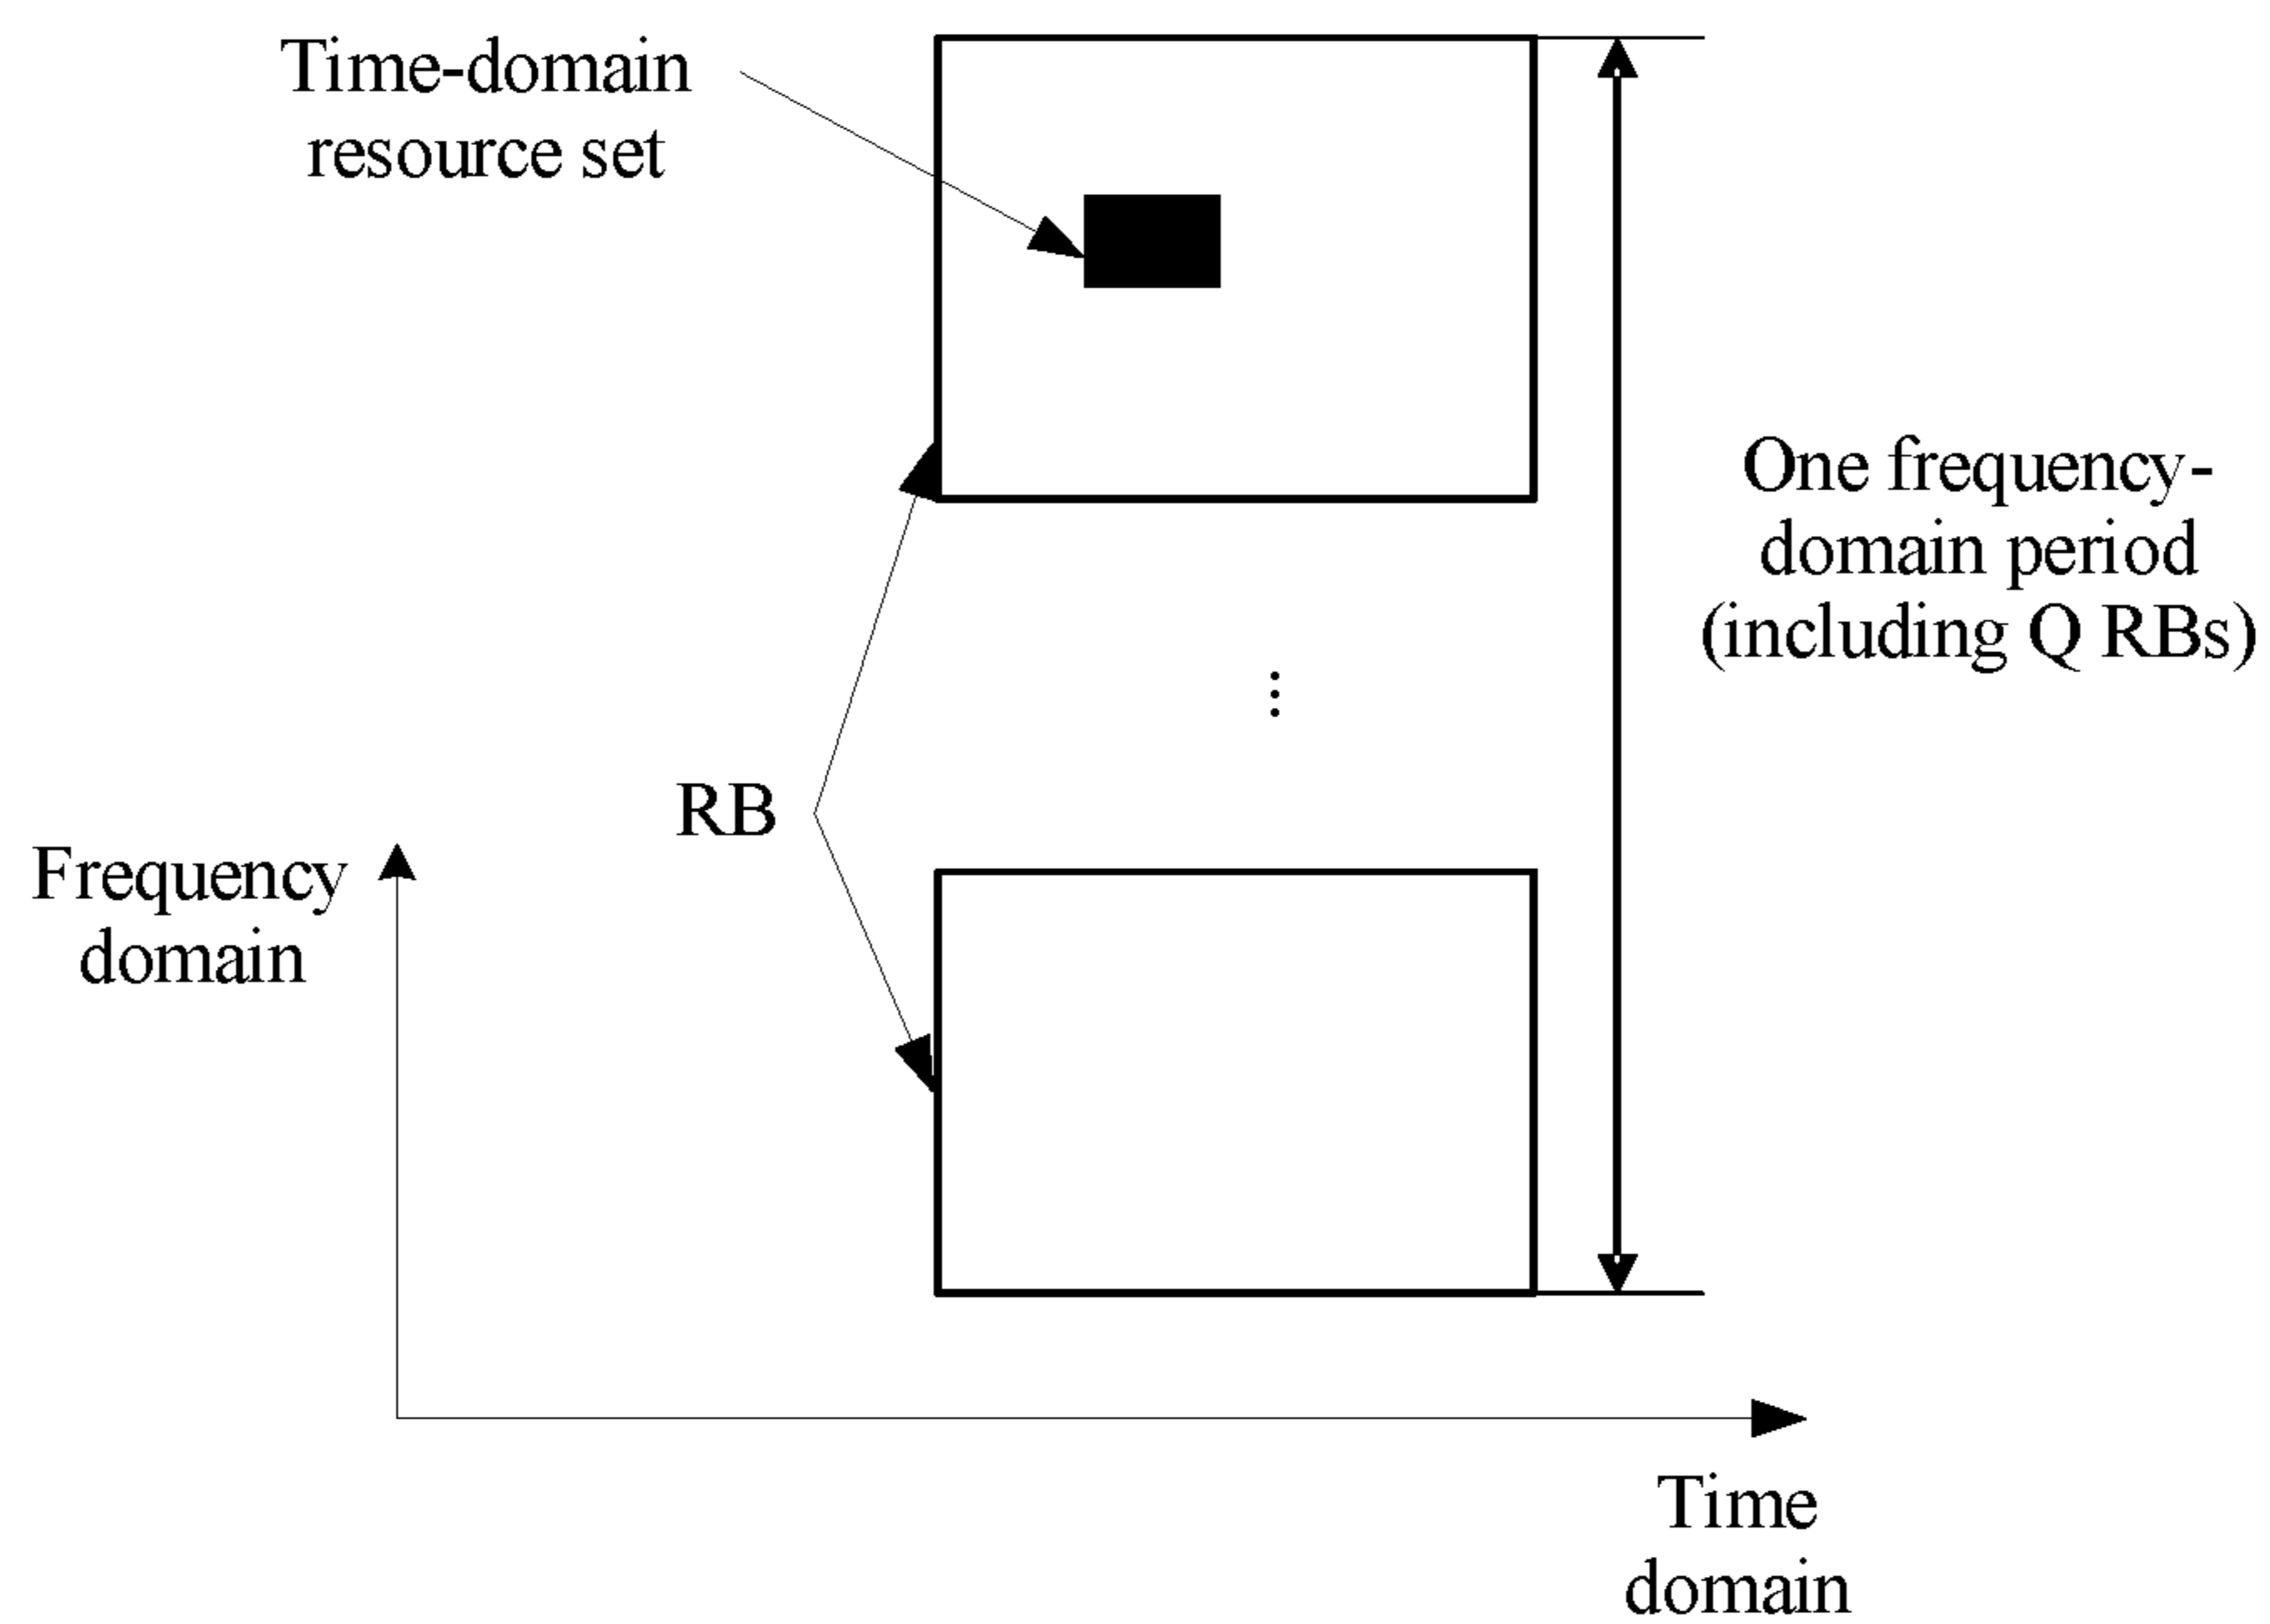 Time-domain
resource set
One frequency-
domain period
(including Q RBs)
RB
Frequency
domain
Time
domain